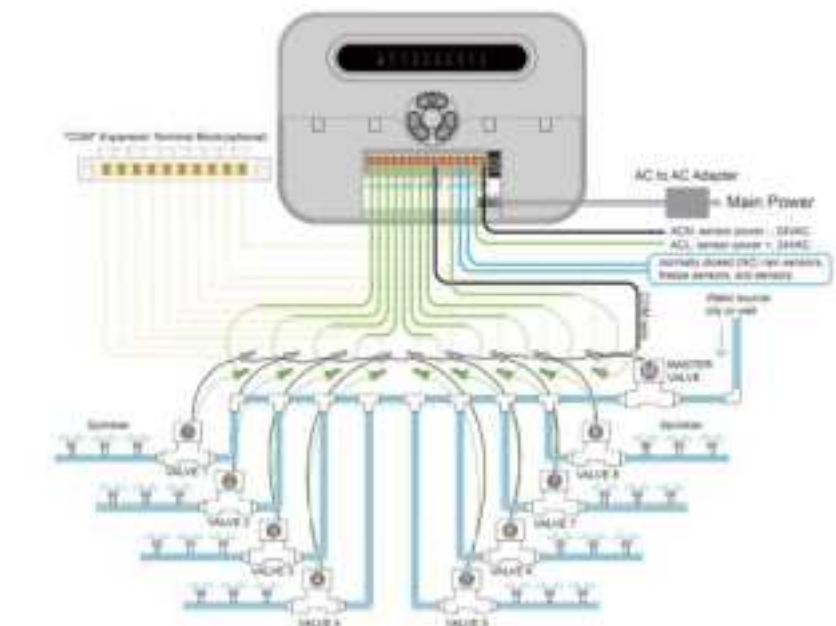 "COM" Expansion Terminal Block(optional)
AC to AC Adapter
Main Power
ACN: sensor power -, 24VAC
ACL: sensor power +, 24VAC
normally closed (NC) rain sensors,
freeze sensors, soil sensors
Water source
city or well
MASTER
VALVE
Sprinkler
Sprinkler
VALVE 1
VALVE 8
VALVE 2
VALVE 7
VALVE 3
VALVE 6
VALVE 4
VALVE 5